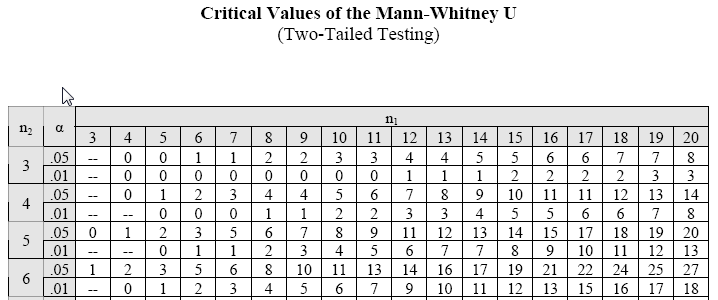 Critical Values of the Mann-Whitney U
(Two-Tailed Testing)
n₂ α n₁
3 4 5 6 7 8 9 10 11 12 13 14 15 16 17 18 19 20
3 .05 -- 0 0 1 1 2 2 3 3 4 4 5 5 6 6 7 7 8
.01 -- 0 0 0 0 0 0 0 0 1 1 1 2 2 2 2 3 3
4 .05 -- 0 1 2 3 4 4 5 6 7 8 9 10 11 11 12 13 14
.01 -- -- 0 0 0 1 1 2 2 3 3 4 5 5 6 6 7 8
5 .05 0 1 2 3 5 6 7 8 9 11 12 13 14 15 17 18 19 20
.01 -- -- 0 1 1 2 3 4 5 6 7 7 8 9 10 11 12 13
6 .05 1 2 3 5 6 8 10 11 13 14 16 17 19 21 22 24 25 27
.01 -- 0 1 2 3 4 5 6 7 9 10 11 12 13 15 16 17 18